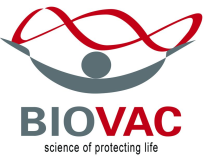 BIOVAC
science of protecting life